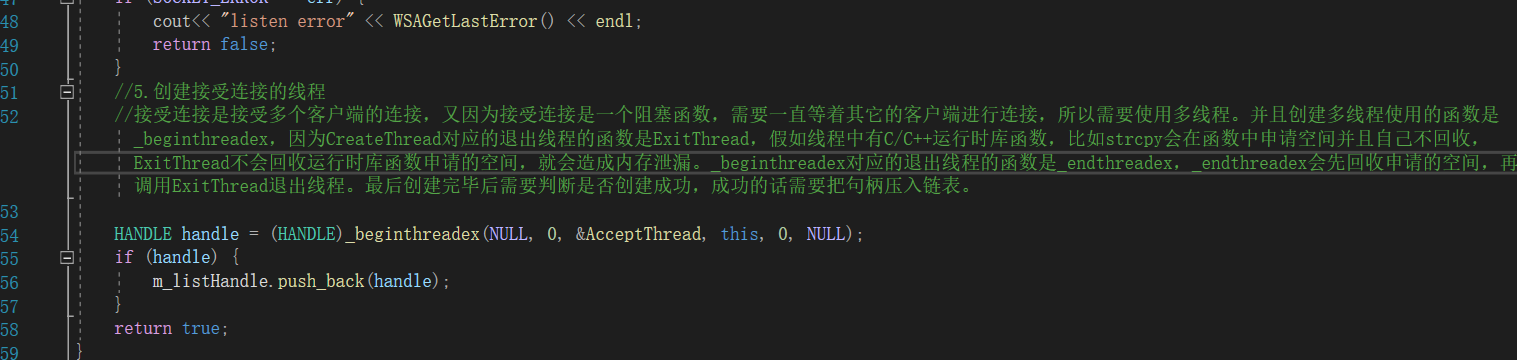 48 cout<< "listen error" << WSAGetLastError() << endl;
49 return false;
50 }
51 //5.创建接受连接的线程
52 //接受连接是接受多个客户端的连接，又因为接受连接是一个阻塞函数，需要一直等着其它的客户端进行连接，所以需要使用多线程。并且创建多线程使用的函数是
_beginthreadex，因为CreateThread对应的退出线程的函数是ExitThread，假如线程中有C/C++运行时库函数，比如strcpy会在函数中申请空间并且自己不回收，
ExitThread不会回收运行时库函数申请的空间，就会造成内存泄漏。_beginthreadex对应的退出线程的函数是_endthreadex，_endthreadex会先回收申请的空间，再
调用ExitThread退出线程。最后创建完毕后需要判断是否创建成功，成功的话需要把句柄压入链表。
53
54 HANDLE handle = (HANDLE)_beginthreadex(NULL, 0, &AcceptThread, this, 0, NULL);
55 if (handle) {
56 m_listHandle.push_back(handle);
57 }
58 return true;
59 }